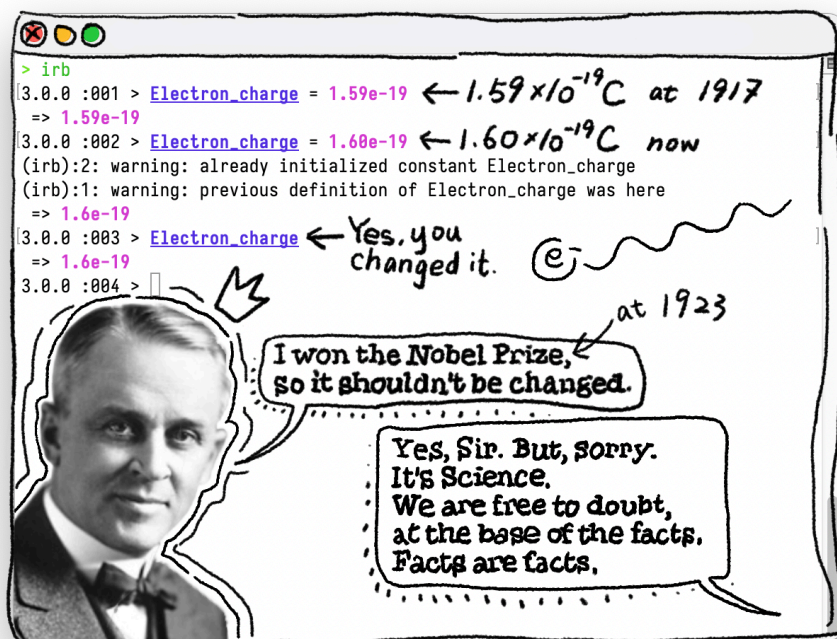 > irb
[3.0.0 :001 > Electron_charge = 1.59e-19 ← 1.59×10⁻¹⁹C at 1917 ]
=> 1.59e-19
[3.0.0 :002 > Electron_charge = 1.60e-19 ← 1.60×10⁻¹⁹C now ]
(irb):2: warning: already initialized constant Electron_charge
(irb):1: warning: previous definition of Electron_charge was here
=> 1.6e-19
[3.0.0 :003 > Electron_charge ← Yes, you ]
changed it.
=> 1.6e-19
e-
3.0.0 :004 >
at 1923
I won the Nobel Prize,
so it shouldn't be changed.
Yes, Sir. But, sorry.
It's Science.
We are free to doubt,
at the base of the facts.
Facts are facts.